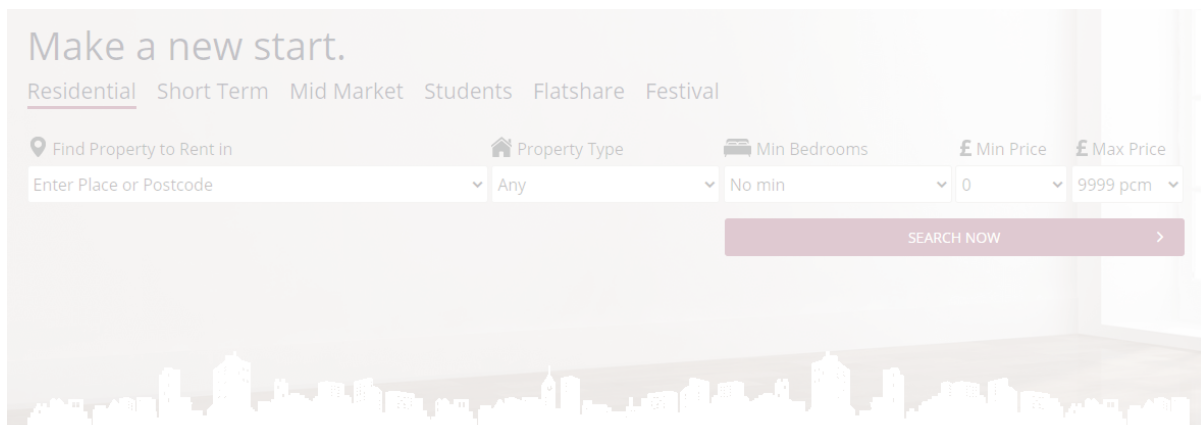 Make a new start.
Residential Short Term Mid Market Students Flatshare Festival
Find Property to Rent in Property Type Min Bedrooms £ Min Price £ Max Price
Enter Place or Postcode Any No min 0 9999 pcm
SEARCH NOW